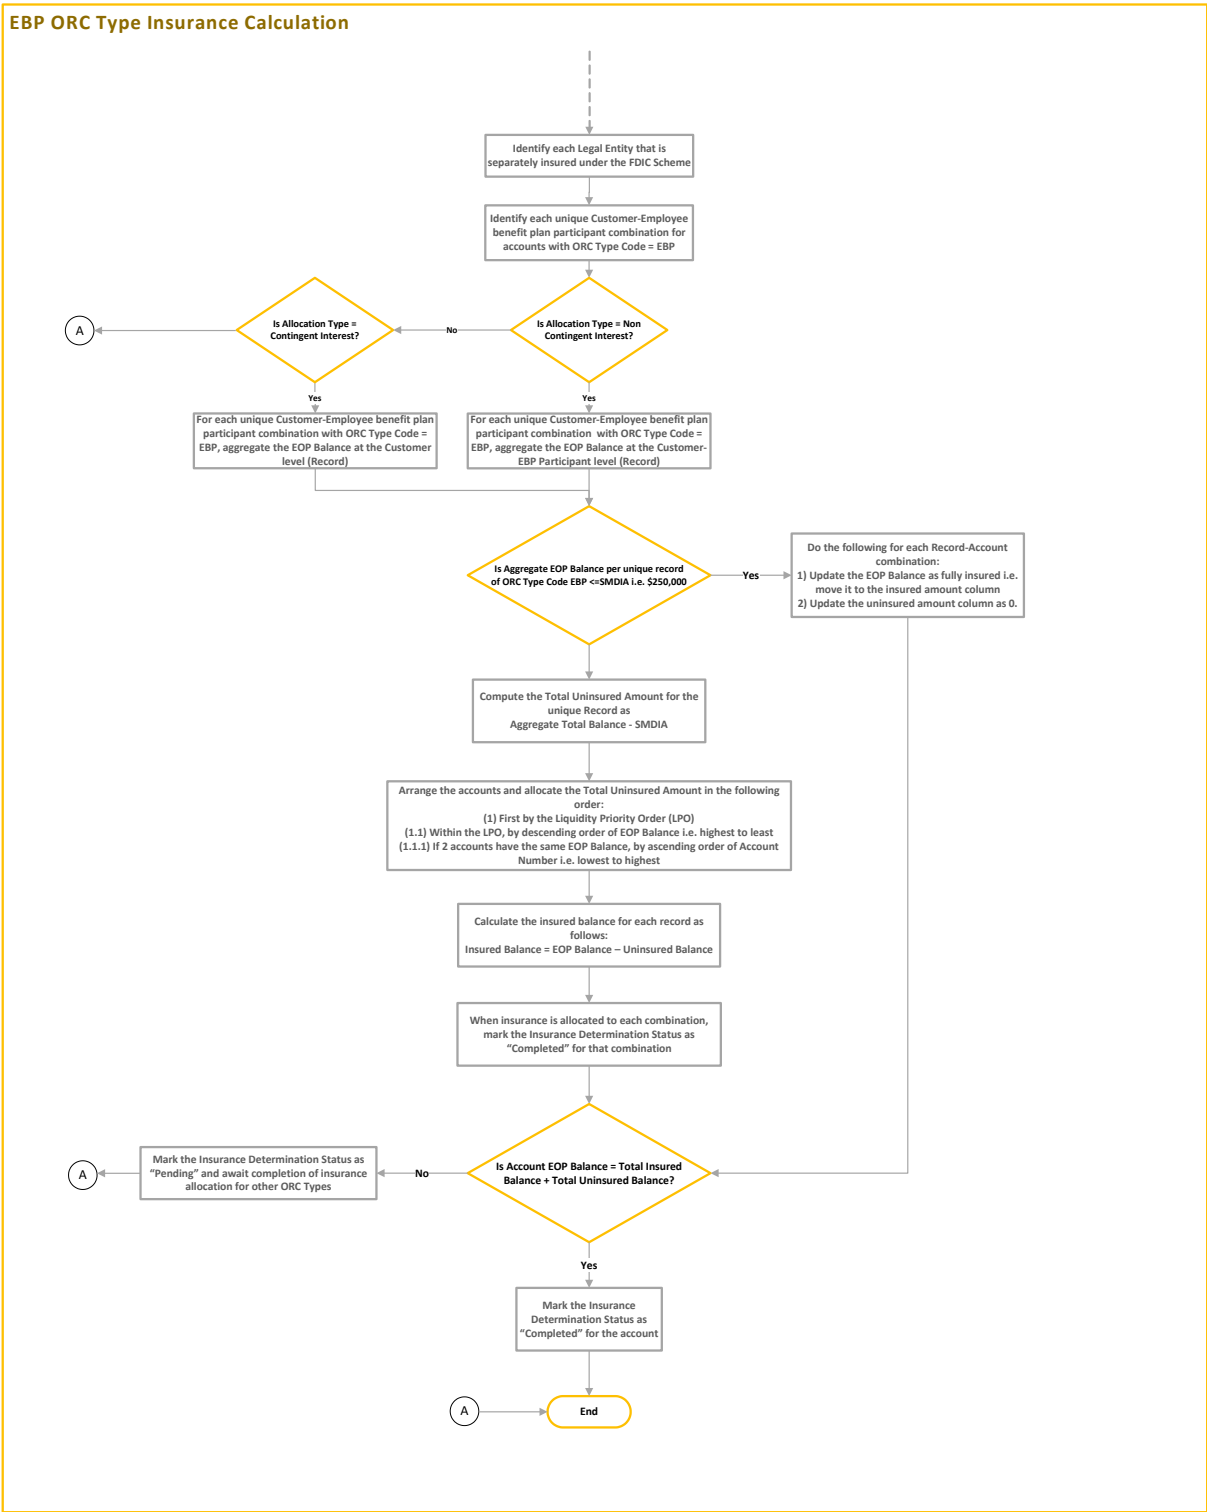 EBP ORC Type Insurance Calculation
Identify each Legal Entity that is
separately insured under the FDIC Scheme
Identify each unique Customer-Employee
benefit plan participant combination for
accounts with ORC Type Code = EBP
Is Allocation Type = Non
Contingent Interest?
No
Is Allocation Type =
Contingent Interest?
A
Yes
Yes
For each unique Customer-Employee benefit plan
participant combination with ORC Type Code =
EBP, aggregate the EOP Balance at the Customer
level (Record)
For each unique Customer-Employee benefit plan
participant combination  with ORC Type Code =
EBP, aggregate the EOP Balance at the Customer-
EBP Participant level (Record)
Is Aggregate EOP Balance per unique record
of ORC Type Code EBP <=SMDIA i.e. $250,000
Yes
Do the following for each Record-Account
combination:
1) Update the EOP Balance as fully insured i.e.
move it to the insured amount column
2) Update the uninsured amount column as 0.
Compute the Total Uninsured Amount for the
unique Record as
Aggregate Total Balance - SMDIA
Arrange the accounts and allocate the Total Uninsured Amount in the following
order:
(1) First by the Liquidity Priority Order (LPO)
(1.1) Within the LPO, by descending order of EOP Balance i.e. highest to least
(1.1.1) If 2 accounts have the same EOP Balance, by ascending order of Account
Number i.e. lowest to highest
Calculate the insured balance for each record as
follows:
Insured Balance = EOP Balance – Uninsured Balance
When insurance is allocated to each combination,
mark the Insurance Determination Status as
“Completed” for that combination
Is Account EOP Balance = Total Insured
Balance + Total Uninsured Balance?
No
Mark the Insurance Determination Status as
“Pending” and await completion of insurance
allocation for other ORC Types
A
Yes
Mark the Insurance
Determination Status as
“Completed” for the account
A
End